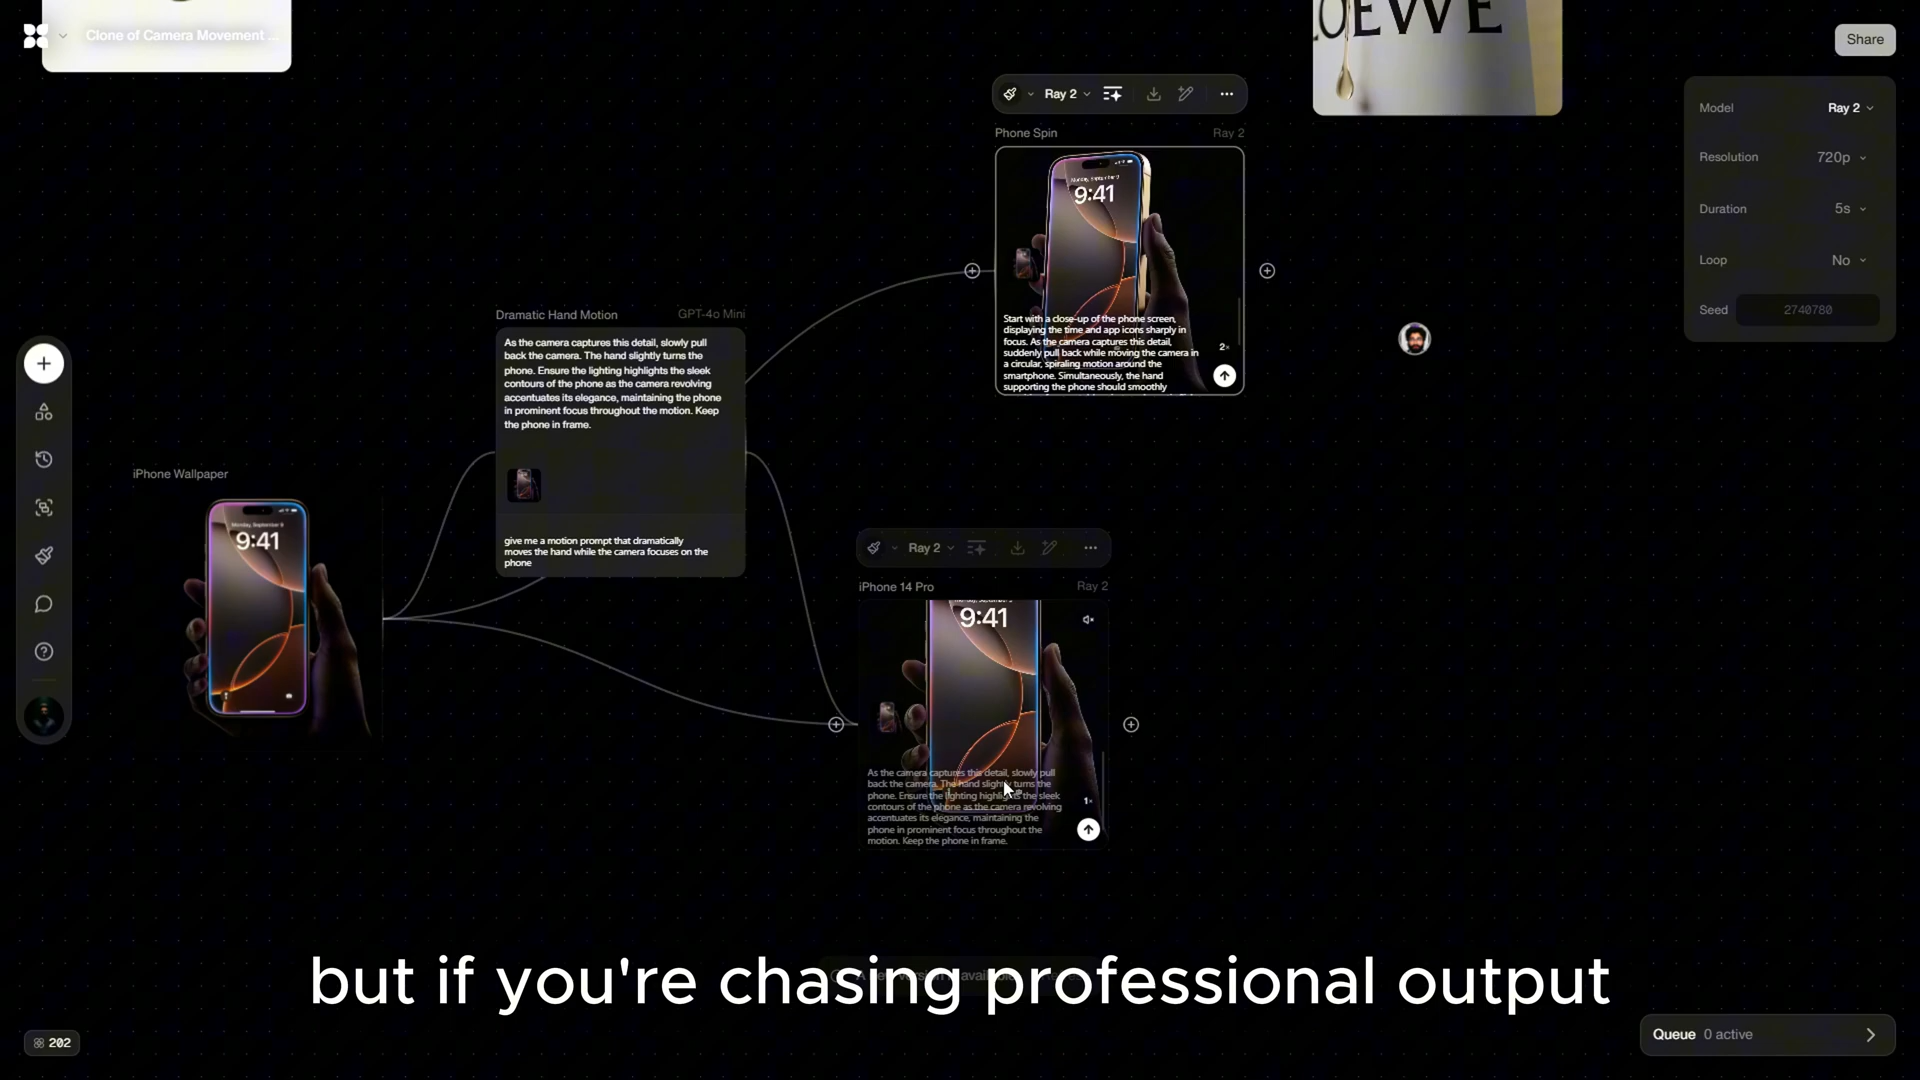 Clone of Camera Movement ...
OEWE
Share
Ray 2
Phone Spin
Ray 2
Monday, September 9
9:41
Start with a close-up of the phone screen,
displaying the time and app icons sharply in
focus. As the camera captures this detail,
suddenly pull back while moving the camera in
a circular, spiraling motion around the
smartphone. Simultaneously, the hand
supporting the phone should smoothly
2×
Model
Ray 2
Resolution
720p
Duration
5s
Loop
No
Seed
2740780
Dramatic Hand Motion
GPT-4o Mini
As the camera captures this detail, slowly pull
back the camera. The hand slightly turns the
phone. Ensure the lighting highlights the sleek
contours of the phone as the camera revolving
accentuates its elegance, maintaining the phone
in prominent focus throughout the motion. Keep
the phone in frame.
give me a motion prompt that dramatically
moves the hand while the camera focuses on the
phone
iPhone Wallpaper
Monday, September 9
9:41
Ray 2
iPhone 14 Pro
Ray 2
9:41
As the camera captures this detail, slowly pull
back the camera. The hand slightly turns the
phone. Ensure the lighting highlights the sleek
contours of the phone as the camera revolving
accentuates its elegance, maintaining the
phone in prominent focus throughout the
motion. Keep the phone in frame.
1×
but if you're chasing professional output
202
Queue 0 active